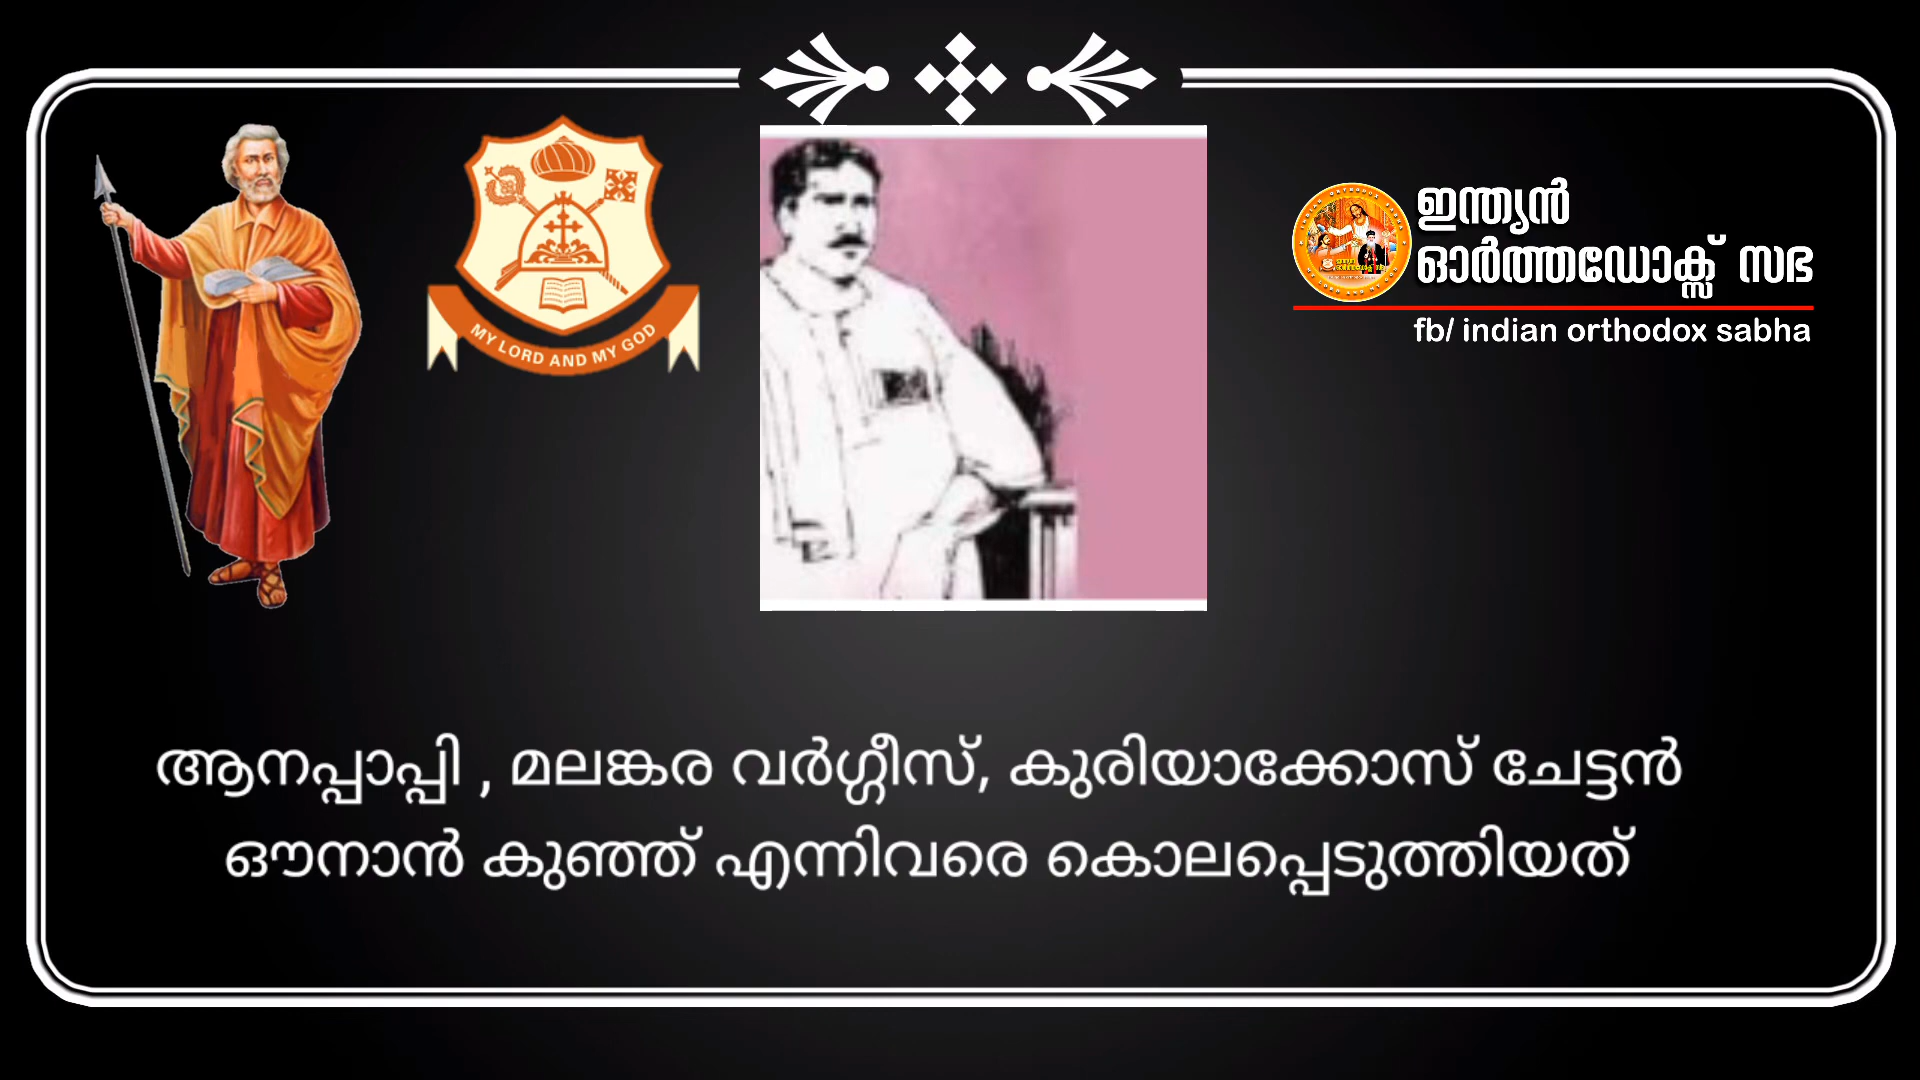 MY LORD AND MY GOD
ഇന്ത്യൻ
ഓർത്തഡോക്സ് സഭ
fb/ indian orthodox sabha
ആനപ്പാപ്പി , മലങ്കര വർഗ്ഗീസ്, കുരിയാക്കോസ് ചേട്ടൻ
ഔനാൻ കുഞ്ഞ് എന്നിവരെ കൊലപ്പെടുത്തിയത്